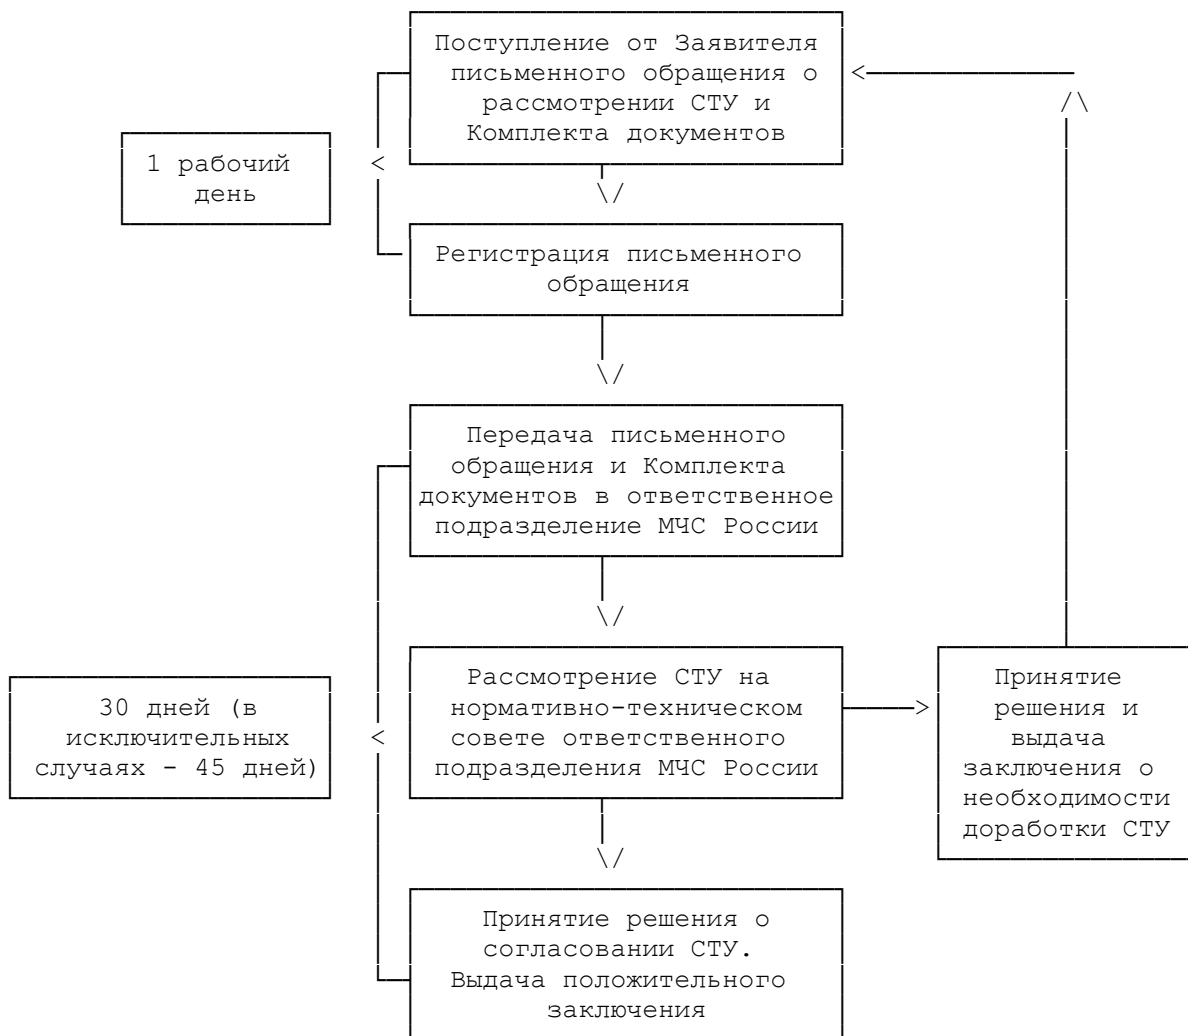 Поступление от Заявителя
письменного обращения о
рассмотрении СТУ и
Комплекта документов
1 рабочий
день
Регистрация письменного
обращения
Передача письменного
обращения и Комплекта
документов в ответственное
подразделение МЧС России
30 дней (в
исключительных
случаях - 45 дней)
Рассмотрение СТУ на
нормативно-техническом
совете ответственного
подразделения МЧС России
Принятие
решения и
выдача
заключения о
необходимости
доработки СТУ
Принятие решения о
согласовании СТУ.
Выдача положительного
заключения